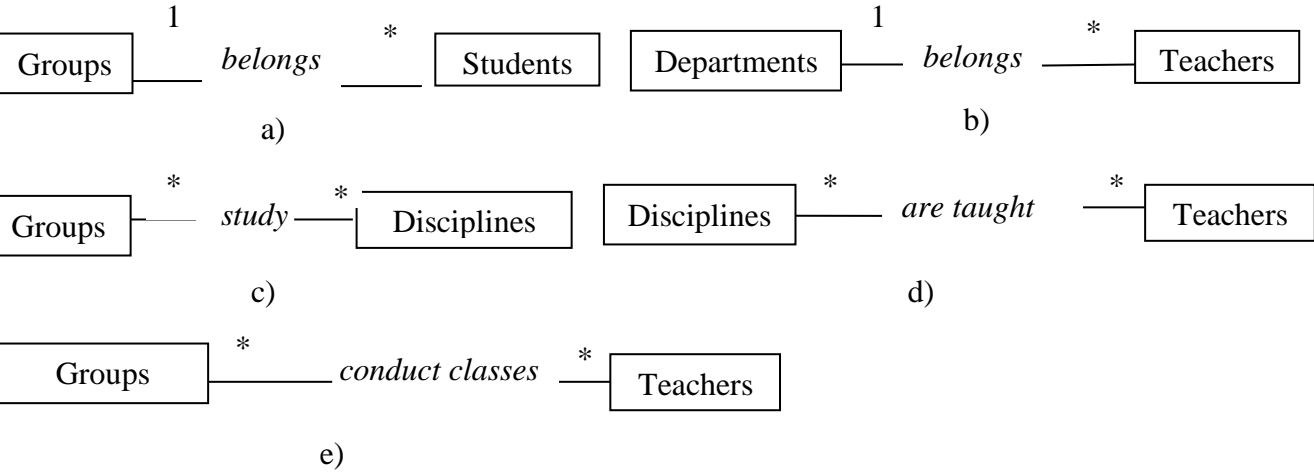 1 * 1 *
Groups belongs Students Departments belongs Teachers
a) b)
* * * *
Groups study Disciplines Disciplines are taught Teachers
c) d)
* *
Groups conduct classes Teachers
e)